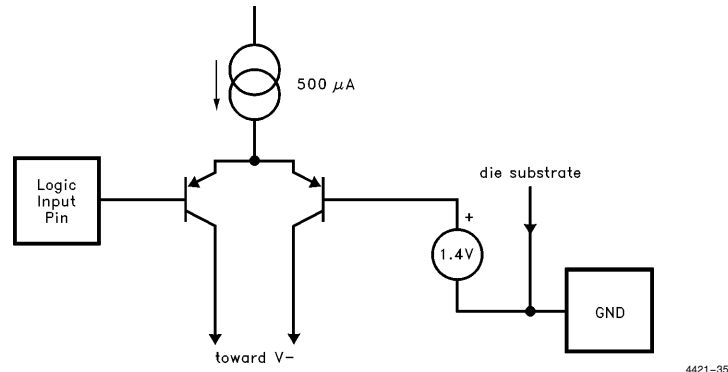 500 μA
Logic
Input
Pin
die substrate
+
1.4V
GND
toward V-
4421-35